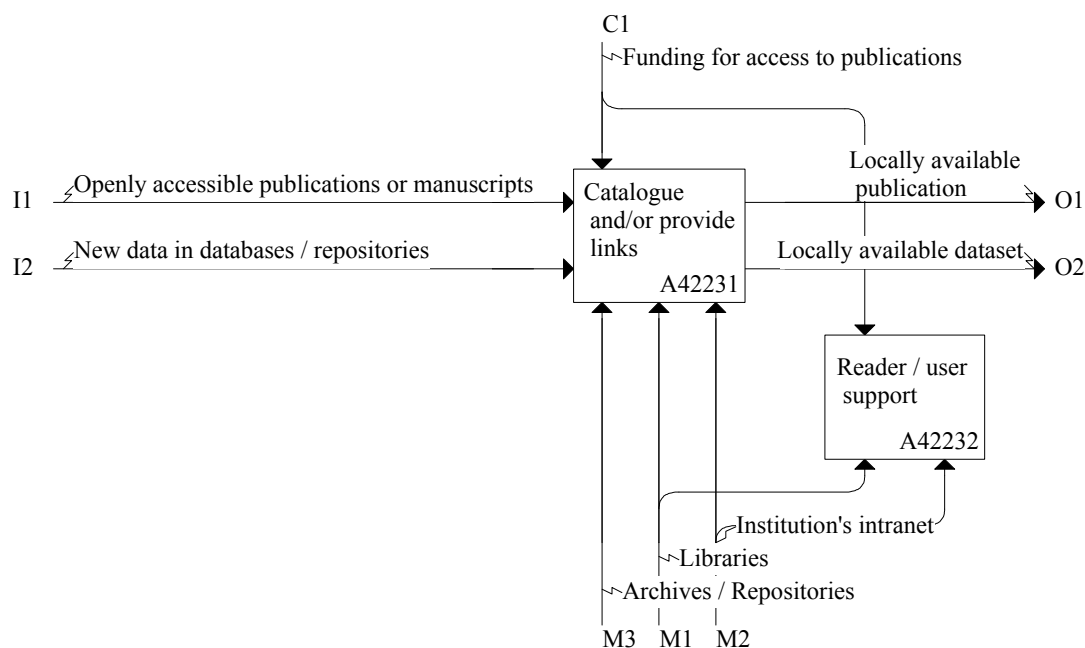 C1
Funding for access to publications
Locally available
publication
I1
Openly accessible publications or manuscripts
Catalogue
and/or provide
links
O1
I2
New data in databases / repositories
Locally available dataset
O2
A42231
Reader / user
support
A42232
Institution's intranet
Libraries
Archives / Repositories
M3 M1 M2